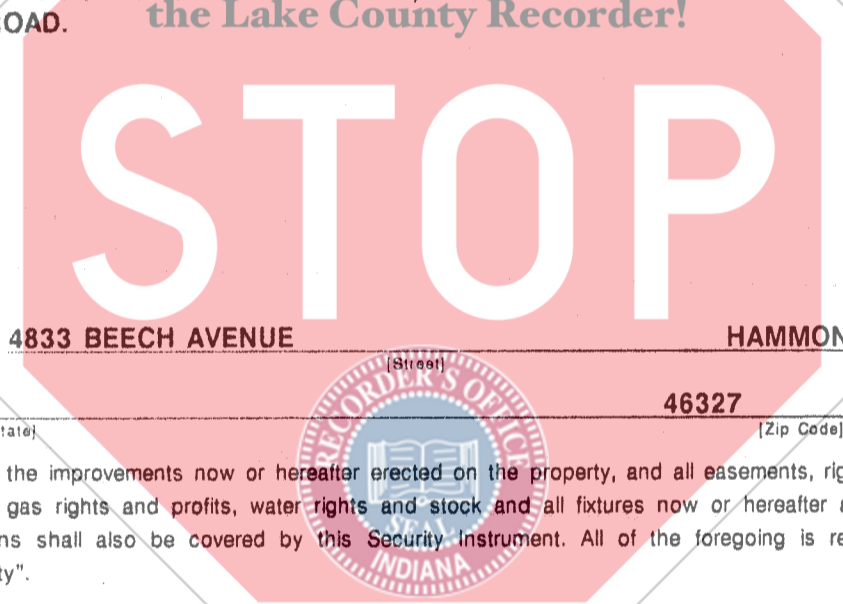 the Lake County Recorder!
OAD.
STOP
4833 BEECH AVENUE HAMMON
[Street]
46327
tate] [Zip Code]
the improvements now or hereafter erected on the property, and all easements, rig
gas rights and profits, water rights and stock and all fixtures now or hereafter a
ns shall also be covered by this Security Instrument. All of the foregoing is re
ty".
RECORDER'S OFFICE
SEAL
INDIANA